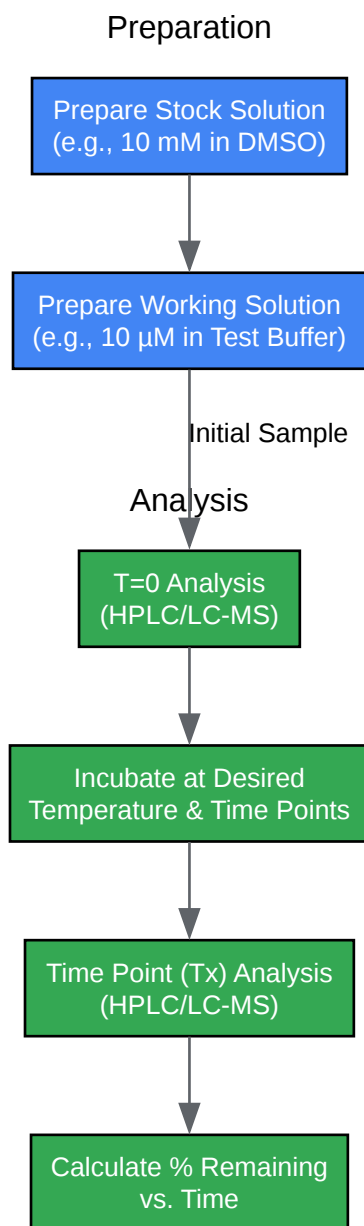 Preparation
Prepare Stock Solution
(e.g., 10 mM in DMSO)
Prepare Working Solution
(e.g., 10 µM in Test Buffer)
Initial Sample
Analysis
T=0 Analysis
(HPLC/LC-MS)
Incubate at Desired
Temperature & Time Points
Time Point (Tx) Analysis
(HPLC/LC-MS)
Calculate % Remaining
vs. Time